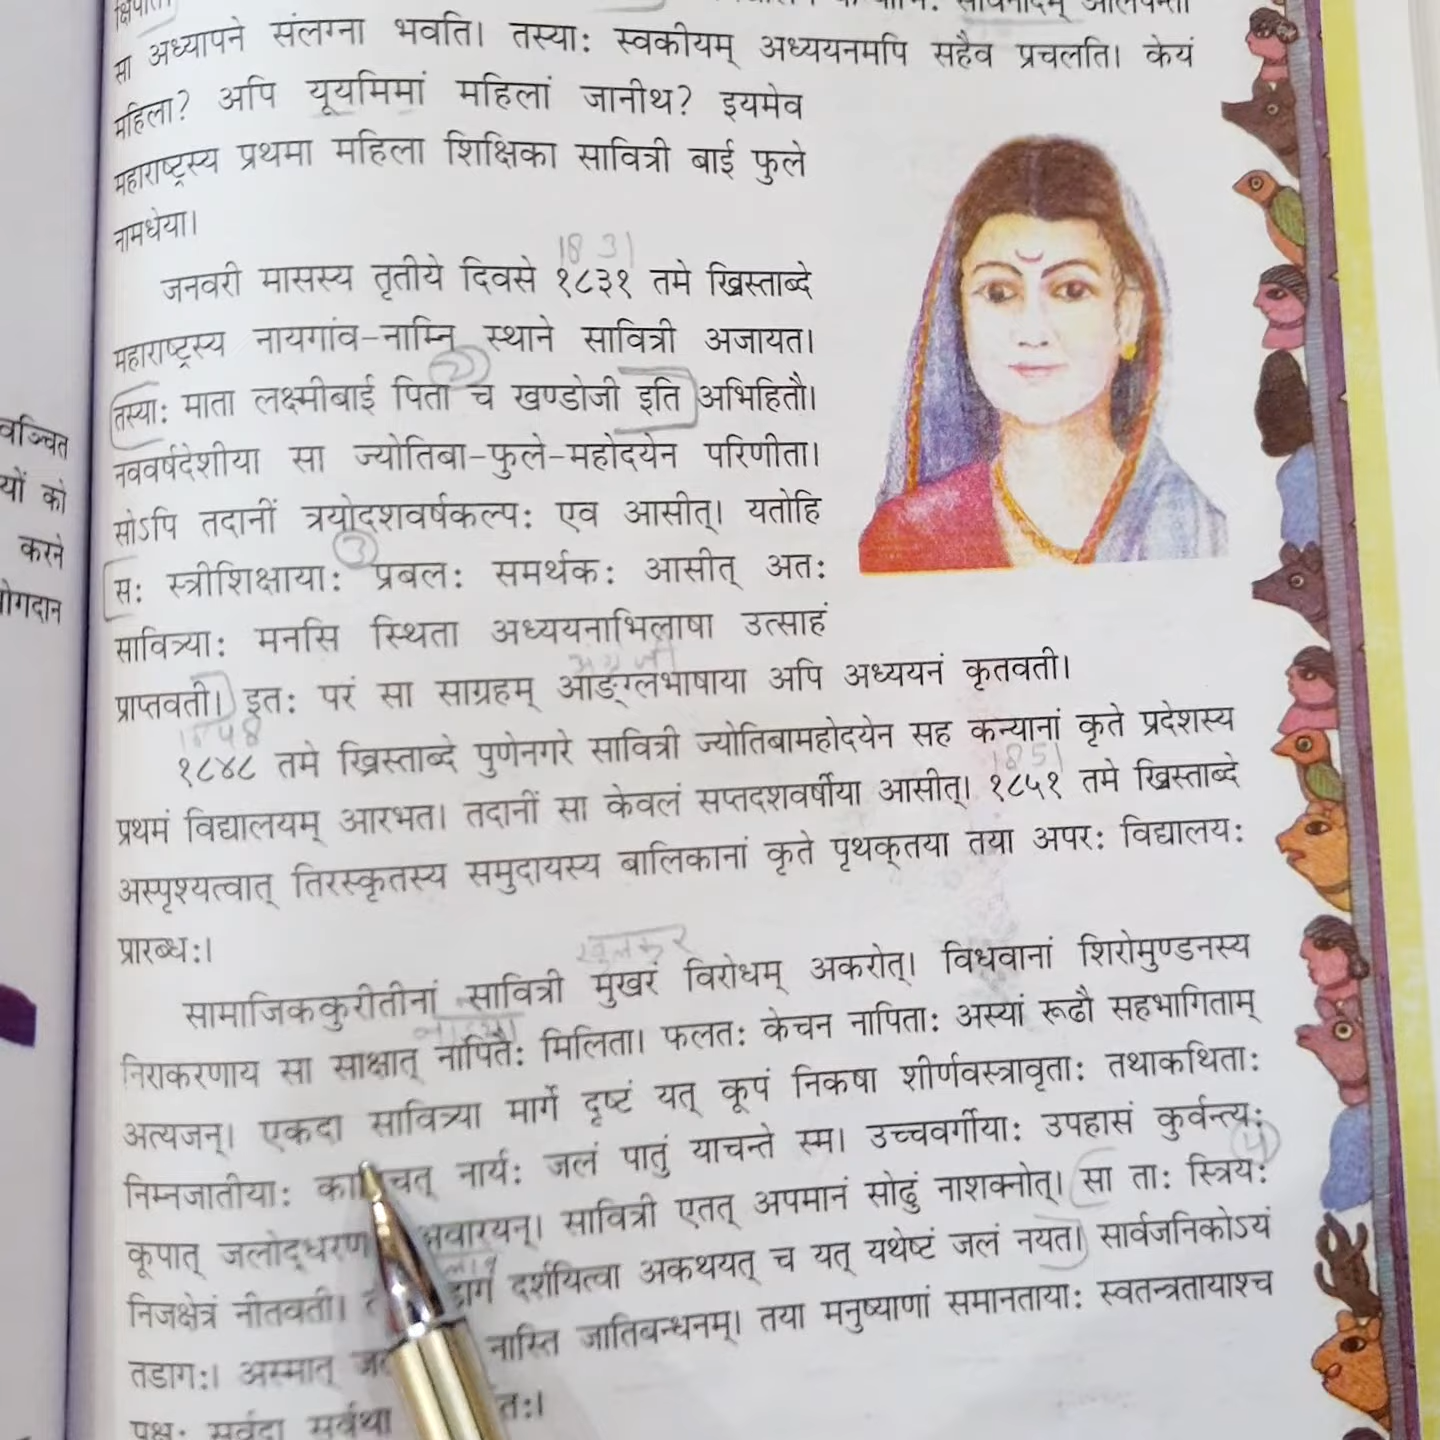 क्षिपति।
सा अध्यापने संलग्ना भवति। तस्याः स्वकीयम् अध्ययनमपि सहैव प्रचलति। केयं
महिला? अपि यूयमिमां महिलां जानीथ? इयमेव
महाराष्ट्रस्य प्रथमा महिला शिक्षिका सावित्री बाई फुले
नामधेया।
1831
जनवरी मासस्य तृतीये दिवसे १८३१ तमे ख्रिस्ताब्दे
महाराष्ट्रस्य नायगांव-नाम्नि स्थाने सावित्री अजायत।
तस्याः माता लक्ष्मीबाई पिता च खण्डोजी इति अभिहितौ।
नववर्षदेशीया सा ज्योतिबा-फुले-महोदयेन परिणीता।
सोऽपि तदानीं त्रयोदशवर्षकल्पः एव आसीत्। यतोहि
3
सः स्त्रीशिक्षायाः प्रबलः समर्थकः आसीत् अतः
सावित्र्याः मनसि स्थिता अध्ययनाभिलाषा उत्साहं
प्राप्तवती। इतः परं सा साग्रहम् आङ्ग्लभाषाया अपि अध्ययनं कृतवती।
१८४८ तमे ख्रिस्ताब्दे पुणेनगरे सावित्री ज्योतिबामहोदयेन सह कन्यानां कृते प्रदेशस्य
1851
प्रथमं विद्यालयम् आरभत। तदानीं सा केवलं सप्तदशवर्षीया आसीत्। १८५१ तमे ख्रिस्ताब्दे
अस्पृश्यत्वात् तिरस्कृतस्य समुदायस्य बालिकानां कृते पृथक्तया तया अपरः विद्यालयः
प्रारब्धः।
खुलकर
सामाजिककुरीतीनां सावित्री मुखरं विरोधम् अकरोत्। विधवानां शिरोमुण्डनस्य
निराकरणाय सा साक्षात् नापितैः मिलिता। फलतः केचन नापिताः अस्यां रूढौ सहभागिताम्
अत्यजन्। एकदा सावित्र्या मार्गे दृष्टं यत् कूपं निकषा शीर्णवस्त्रावृताः तथाकथिताः
निम्नजातीयाः नार्यः जलं पातुं याचन्ते स्म। उच्चवर्गीयाः उपहासं कुर्वन्त्यः
कूपात् जलोद्धरण अवारयन्। सावित्री एतत् अपमानं सोढुं नाशक्नोत्। सा ताः स्त्रियः
निजक्षेत्रं नीतवती। दर्शयित्वा अकथयत् च यत् यथेष्टं जलं नयत। सार्वजनिकोऽयं
तडागः। अस्मात् नास्ति जातिबन्धनम्। तया मनुष्याणां समानतायाः स्वतन्त्रतायाश्च
पक्षः सर्वदा सर्वथा तः।
वञ्चित
यों को
करने
योगदान